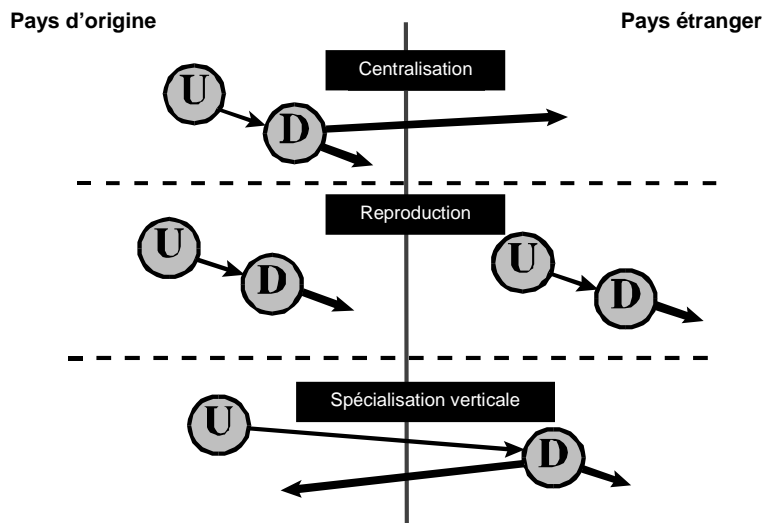 Pays d’origine
Pays étranger
Centralisation
U
D
Reproduction
U
D
U
D
Spécialisation verticale
U
D